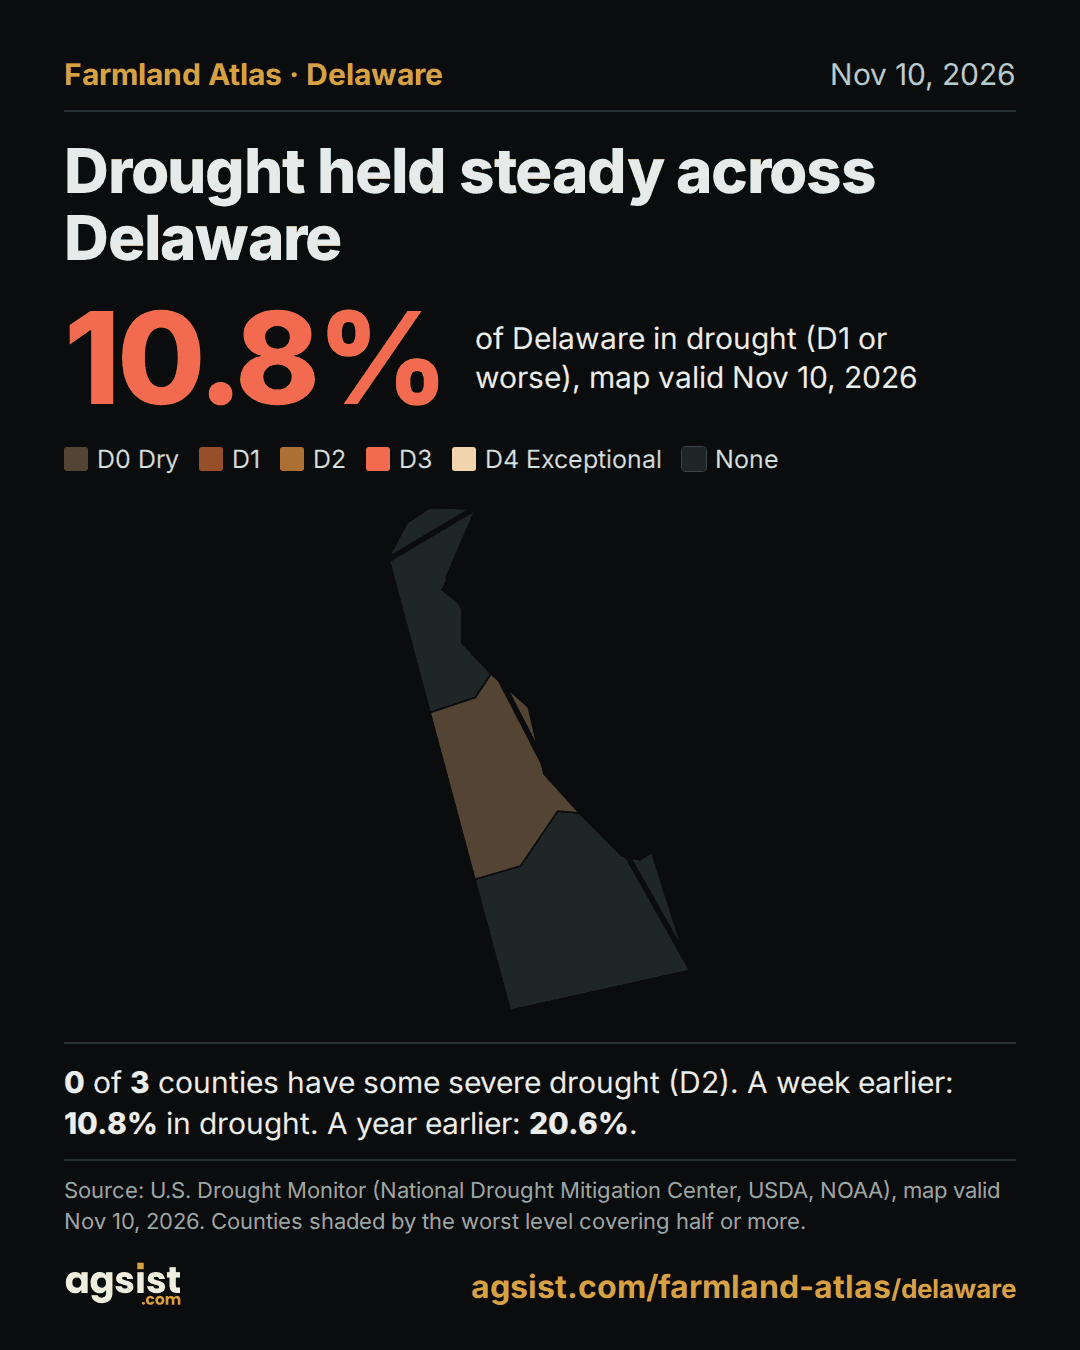 Farmland Atlas · Delaware
Nov 10, 2026
Drought held steady across
Delaware
10.8%
of Delaware in drought (D1 or
worse), map valid Nov 10, 2026
D0 Dry D1 D2 D3 D4 Exceptional None
0 of 3 counties have some severe drought (D2). A week earlier:
10.8% in drought. A year earlier: 20.6%.
Source: U.S. Drought Monitor (National Drought Mitigation Center, USDA, NOAA), map valid
Nov 10, 2026. Counties shaded by the worst level covering half or more.
agsist
.com
agsist.com/farmland-atlas/delaware